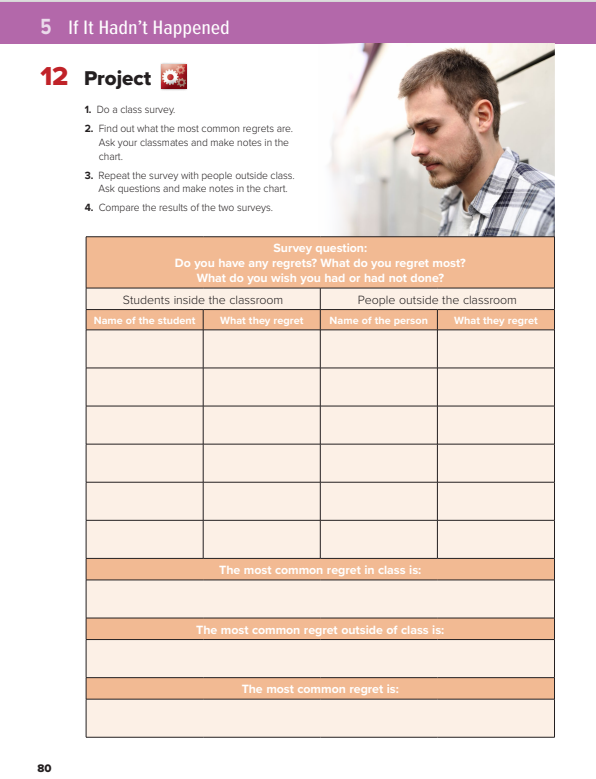 5 If It Hadn't Happened
12 Project
1. Do a class survey.
2. Find out what the most common regrets are.
Ask your classmates and make notes in the
chart.
3. Repeat the survey with people outside class.
Ask questions and make notes in the chart.
4. Compare the results of the two surveys.
Survey question:
Do you have any regrets? What do you regret most?
What do you wish you had or had not done?
Students inside the classroom People outside the classroom
Name of the student What they regret Name of the person What they regret
The most common regret in class is:
The most common regret outside of class is:
The most common regret is:
80